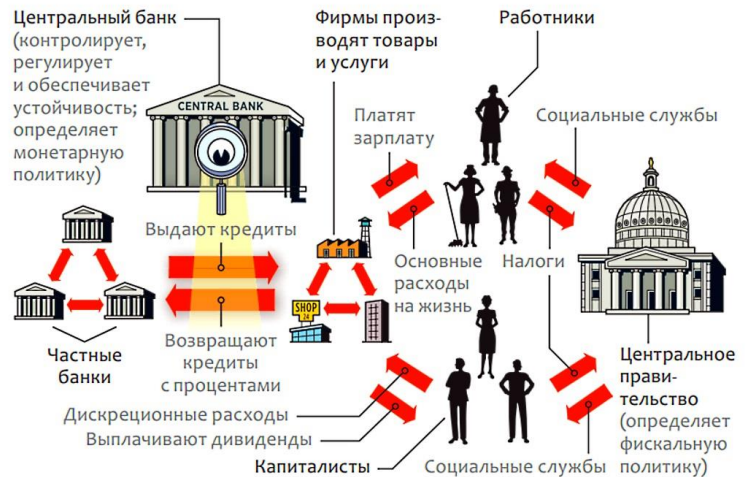 Центральный банк
(контролирует,
регулирует
и обеспечивает
устойчивость;
определяет
монетарную
политику)
CENTRAL BANK
Фирмы произ-
водят товары
и услуги
Работники
Платят
зарплату
Социальные службы
Выдают кредиты
Основные
расходы
на жизнь
Налоги
SHOP
24
Частные
банки
Возвращают
кредиты
с процентами
Центральное
прави-
тельство
(определяет
фискальную
политику)
Дискреционные расходы
Выплачивают дивиденды
Капиталисты
Социальные службы